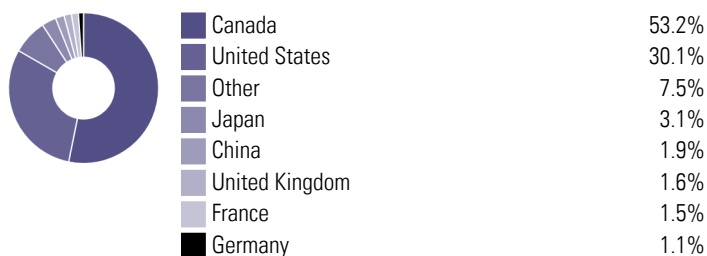 Canada 53.2%
United States 30.1%
Other 7.5%
Japan 3.1%
China 1.9%
United Kingdom 1.6%
France 1.5%
Germany 1.1%